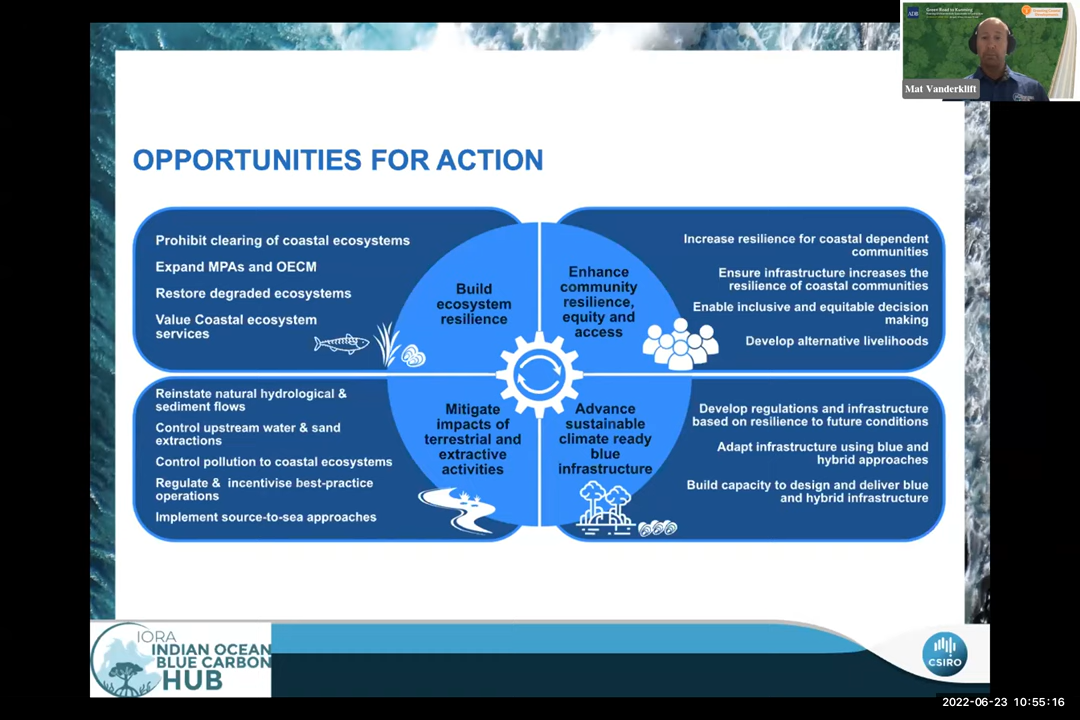 ADB
Green Road to Kunming
Mat Vanderklift
OPPORTUNITIES FOR ACTION
Prohibit clearing of coastal ecosystems
Expand MPAs and OECM
Restore degraded ecosystems
Value Coastal ecosystem
services
Build
ecosystem
resilience
Enhance
community
resilience,
equity and
access
Increase resilience for coastal dependent
communities
Ensure infrastructure increases the
resilience of coastal communities
Enable inclusive and equitable decision
making
Develop alternative livelihoods
Reinstate natural hydrological &
sediment flows
Control upstream water & sand
extractions
Control pollution to coastal ecosystems
Regulate & incentivise best-practice
operations
Implement source-to-sea approaches
Mitigate
impacts of
terrestrial and
extractive
activities
Advance
sustainable
climate ready
blue
infrastructure
Develop regulations and infrastructure
based on resilience to future conditions
Adapt infrastructure using blue and
hybrid approaches
Build capacity to design and deliver blue
and hybrid infrastructure
IORA
INDIAN OCEAN
BLUE CARBON
HUB
CSIRO
2022-06-23 10:55:16